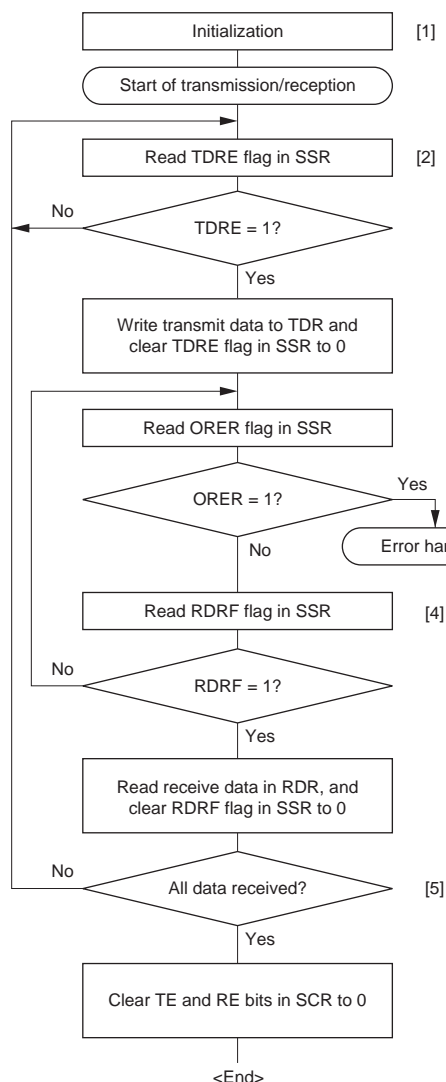 Initialization
[1]
Start of transmission/reception
Read TDRE flag in SSR
[2]
No
TDRE = 1?
Yes
Write transmit data to TDR and
clear TDRE flag in SSR to 0
Read ORER flag in SSR
Yes
ORER = 1?
No
Error
Read RDRF flag in SSR
[4]
No
RDRF = 1?
Yes
Read receive data in RDR, and
clear RDRF flag in SSR to 0
No
All data received?
[5]
Yes
Clear TE and RE bits in SCR to 0
<End>